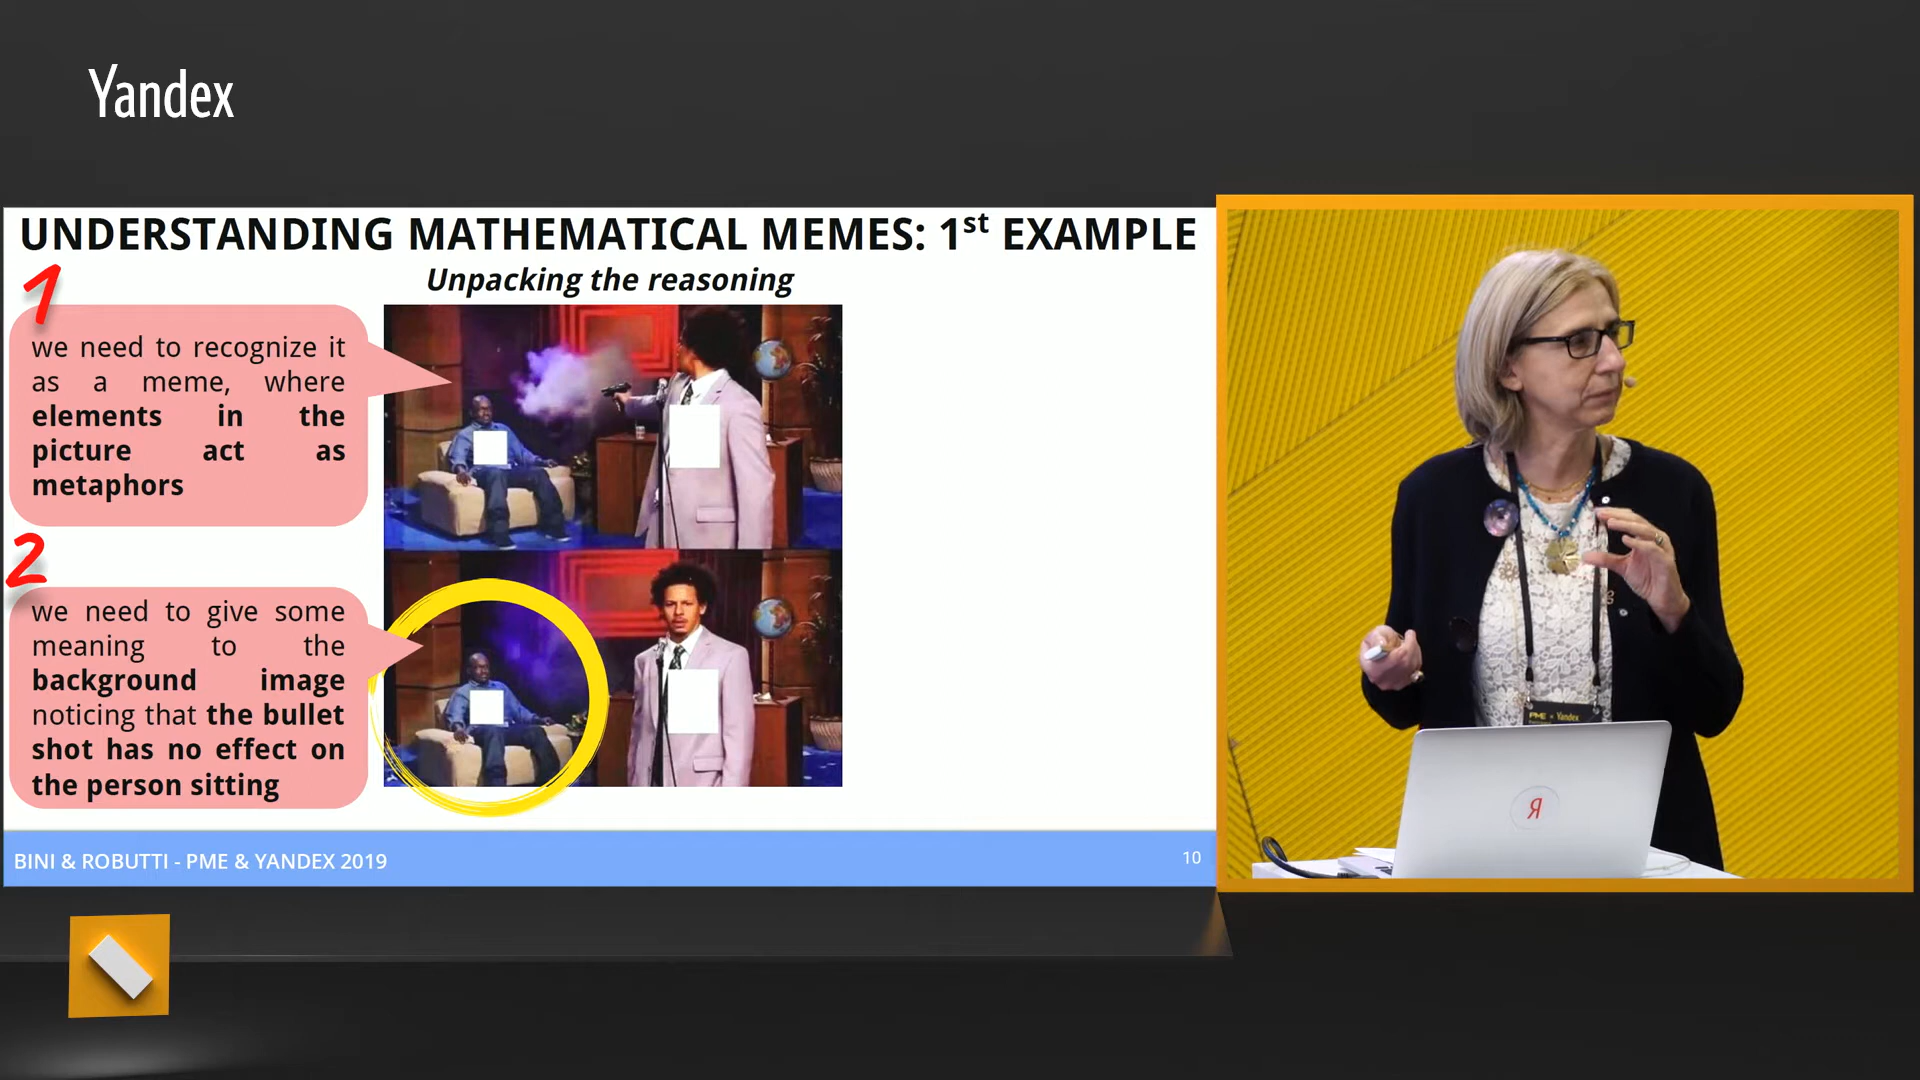 Yandex
UNDERSTANDING MATHEMATICAL MEMES: 1st EXAMPLE
Unpacking the reasoning
1
we need to recognize it
as a meme, where
elements in the
picture act as
metaphors
2
we need to give some
meaning to the
background image
noticing that the bullet
shot has no effect on
the person sitting
BINI & ROBUTTI - PME & YANDEX 2019
10
PME Yandex
Я